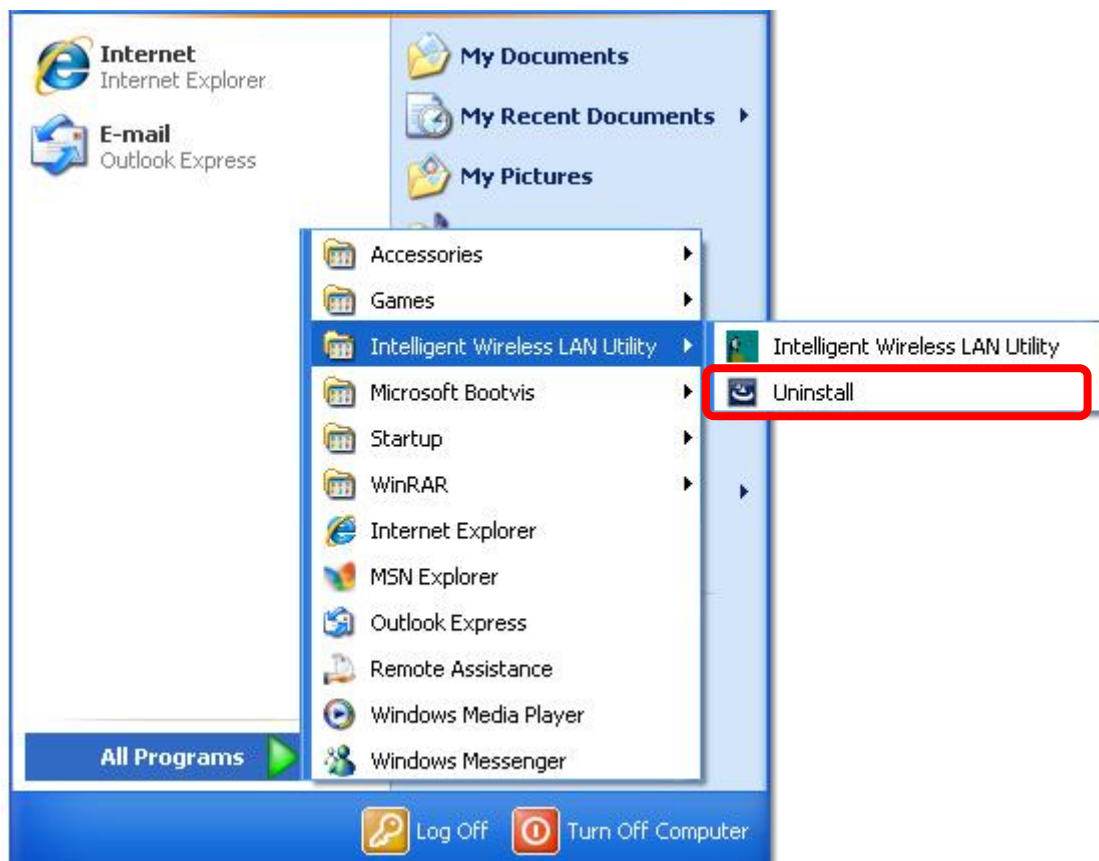 Internet
Internet Explorer
E-mail
Outlook Express
My Documents
My Recent Documents
My Pictures
Accessories
Games
Intelligent Wireless LAN Utility
Microsoft Bootvis
Startup
WinRAR
Internet Explorer
MSN Explorer
Outlook Express
Remote Assistance
Windows Media Player
Windows Messenger
Intelligent Wireless LAN Utility
Uninstall
All Programs
Log Off
Turn Off Computer